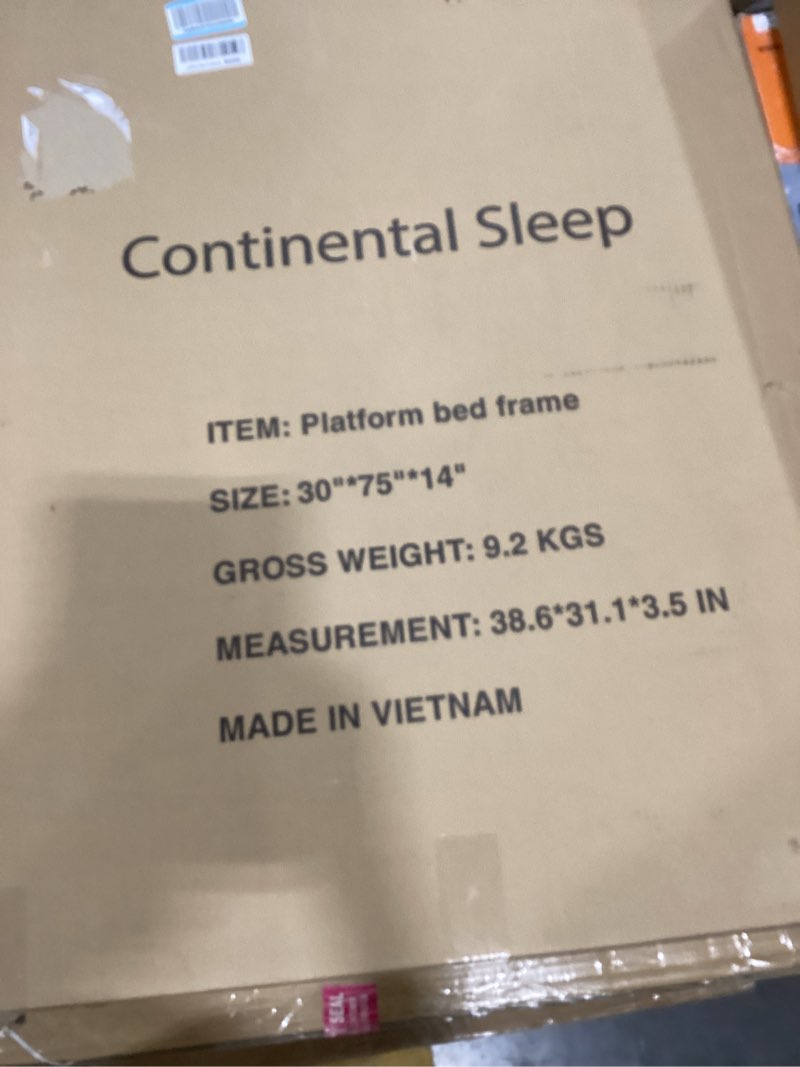 Continental Sleep
ITEM: Platform bed frame
SIZE: 30"*75"*14"
GROSS WEIGHT: 9.2 KGS
MEASUREMENT: 38.6*31.1*3.5 IN
MADE IN VIETNAM
SEAL